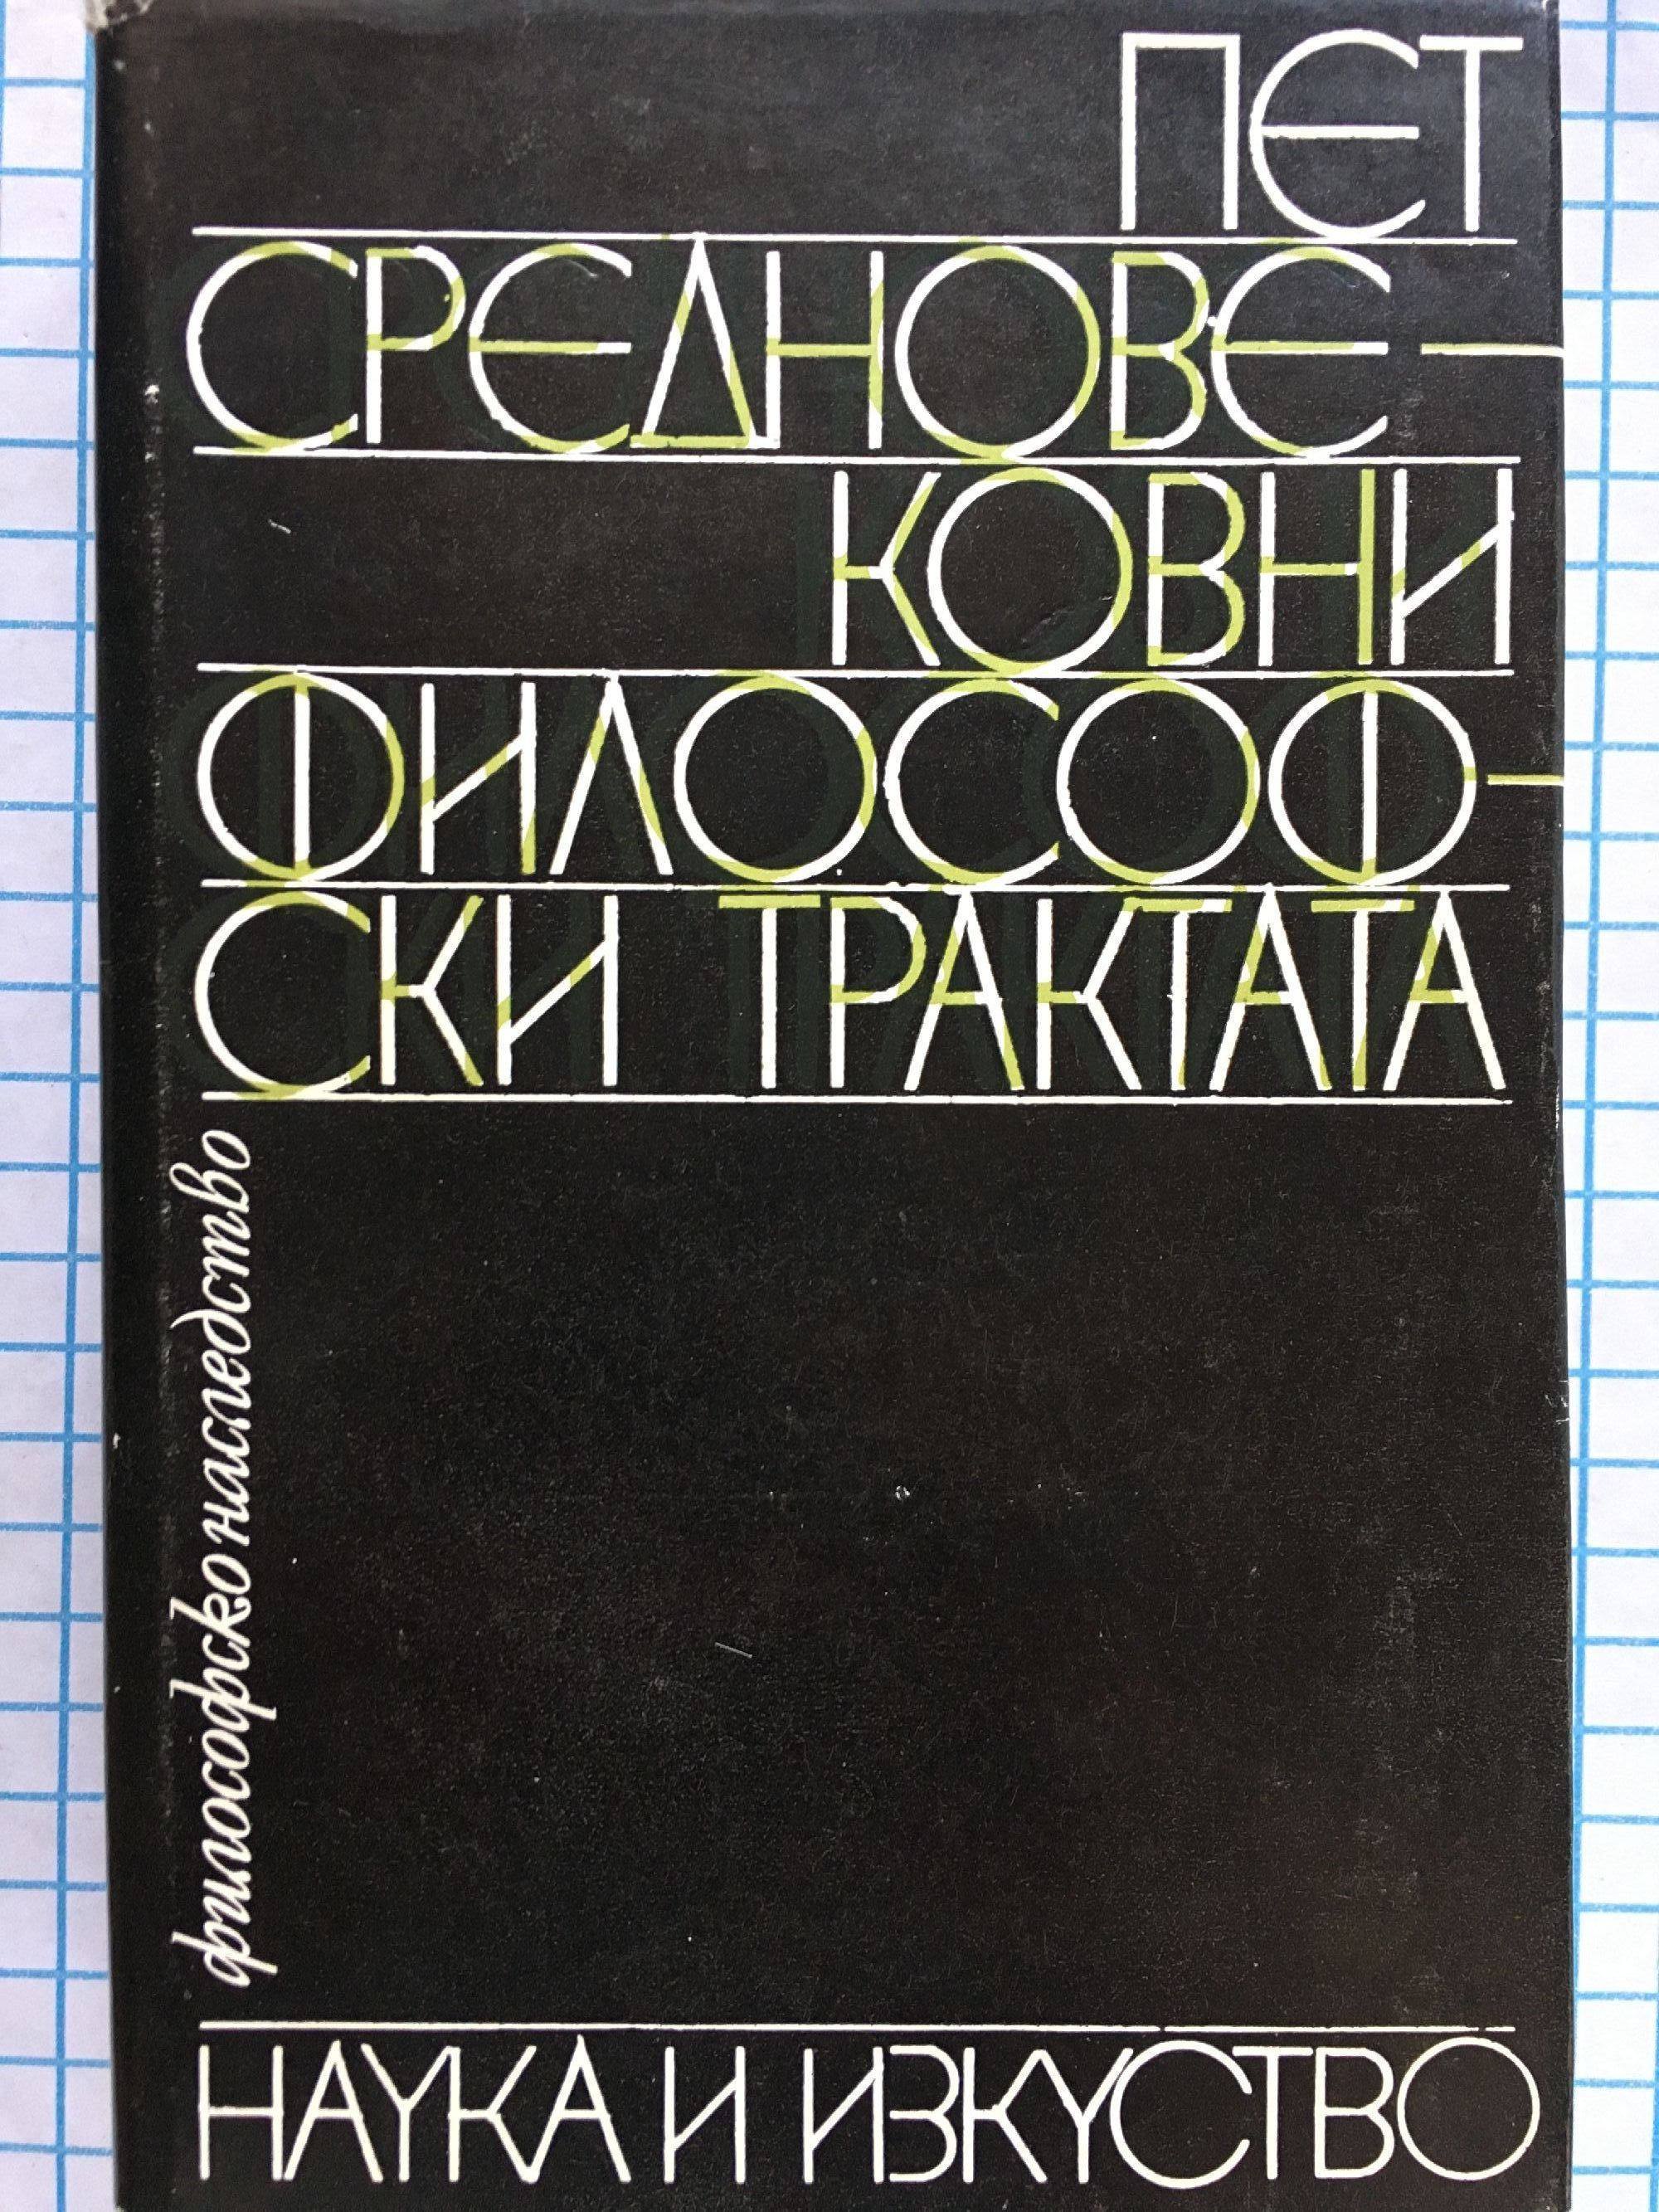 ПЕТ
СРЕДНОВЕ-
КОВНИ
ФИЛОСОФ-
СКИ ТРАКТАТА
философско наследство
НАУКА И ИЗКУСТВО